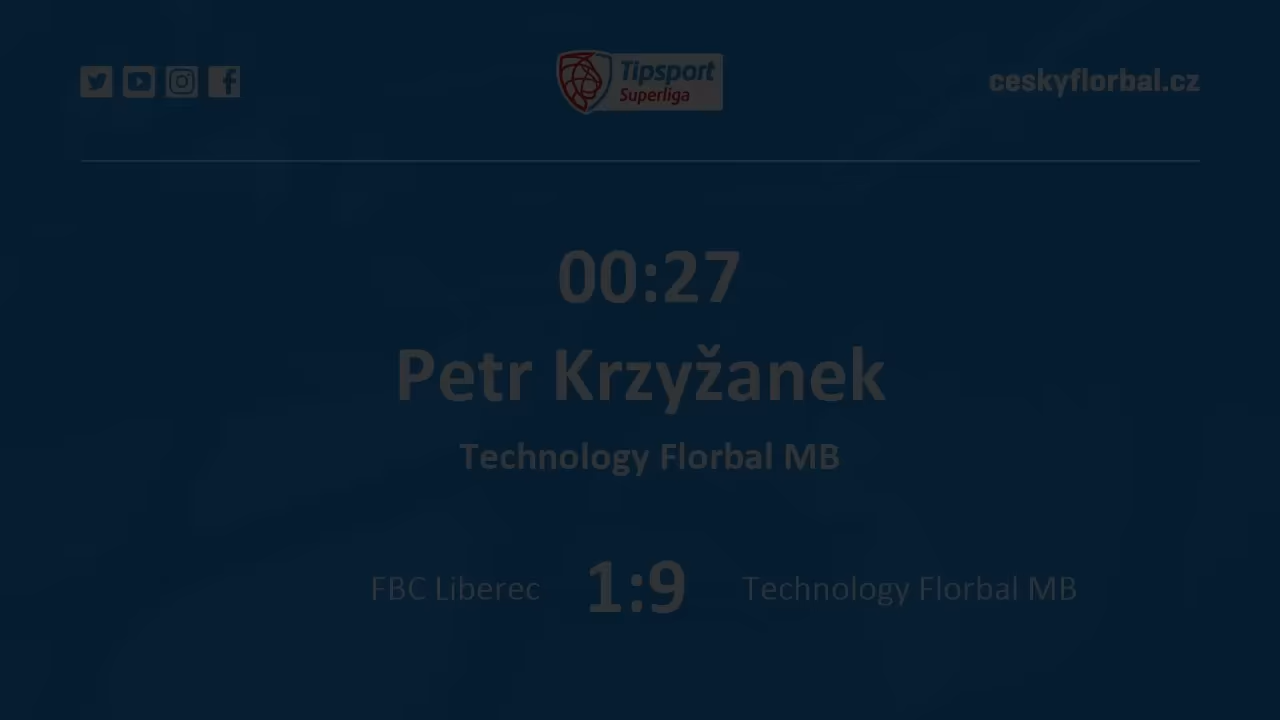 Tipsport
Superliga
ceskyflorbal.cz
00:27
Petr Krzyžanek
Technology Florbal MB
FBC Liberec 1:9 Technology Florbal MB